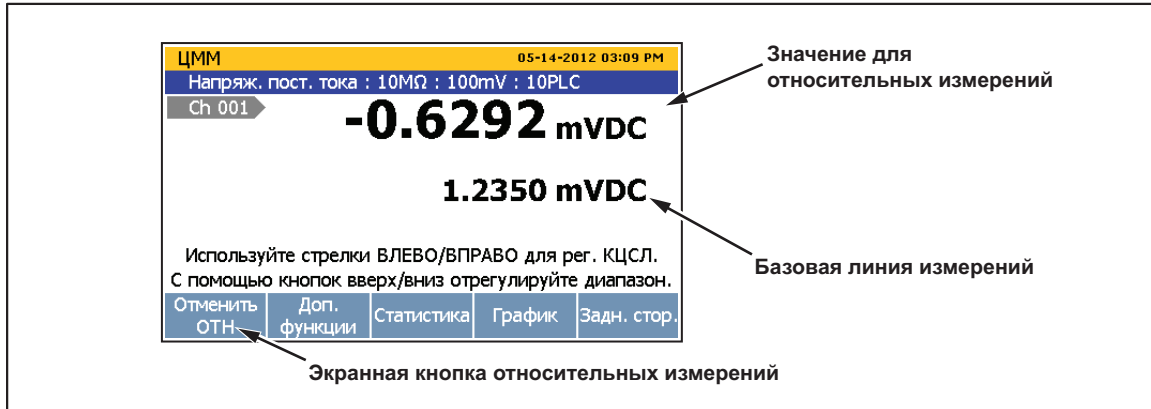 ЦММ 05-14-2012 03:09 PM
Напряж. пост. тока : 10MΩ : 100mV : 10PLC
Ch 001
-0.6292 mVDC
1.2350 mVDC
Используйте стрелки ВЛЕВО/ВПРАВО для рег. КЦСЛ.
С помощью кнопок вверх/вниз отрегулируйте диапазон.
Отменить ОТН
Доп. функции
Статистика
График
Задн. стор.
Значение для
относительных измерений
Базовая линия измерений
Экранная кнопка относительных измерений